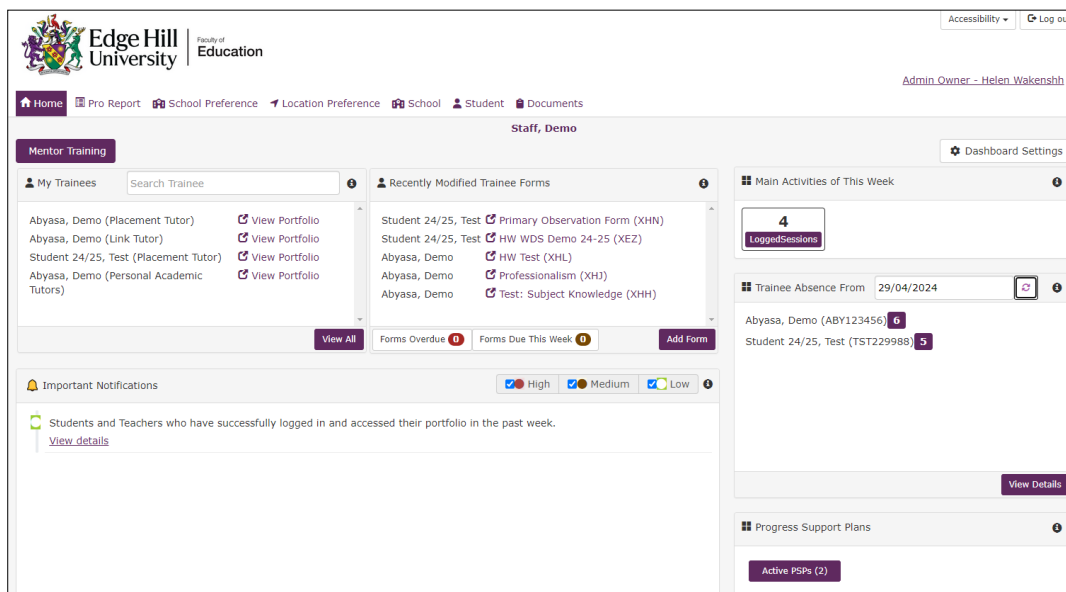 Accessibility
Log ou
Edge Hill
University
Faculty of
Education
Admin Owner - Helen Wakenshh
Home
Pro Report
School Preference
Location Preference
School
Student
Documents
Staff, Demo
Mentor Training
Dashboard Settings
My Trainees
Search Trainee
Abyasa, Demo (Placement Tutor) View Portfolio
Abyasa, Demo (Link Tutor) View Portfolio
Student 24/25, Test (Placement Tutor) View Portfolio
Abyasa, Demo (Personal Academic View Portfolio
Tutors)
View All
Recently Modified Trainee Forms
Student 24/25, Test Primary Observation Form (XHN)
Student 24/25, Test HW WDS Demo 24-25 (XEZ)
Abyasa, Demo HW Test (XHL)
Abyasa, Demo Professionalism (XHJ)
Abyasa, Demo Test: Subject Knowledge (XHH)
Forms Overdue 0
Forms Due This Week 0
Add Form
Main Activities of This Week
4
LoggedSessions
Trainee Absence From 29/04/2024
Abyasa, Demo (ABY123456) 6
Student 24/25, Test (TST229988) 5
View Details
Important Notifications
High
Medium
Low
Students and Teachers who have successfully logged in and accessed their portfolio in the past week.
View details
Progress Support Plans
Active PSPs (2)